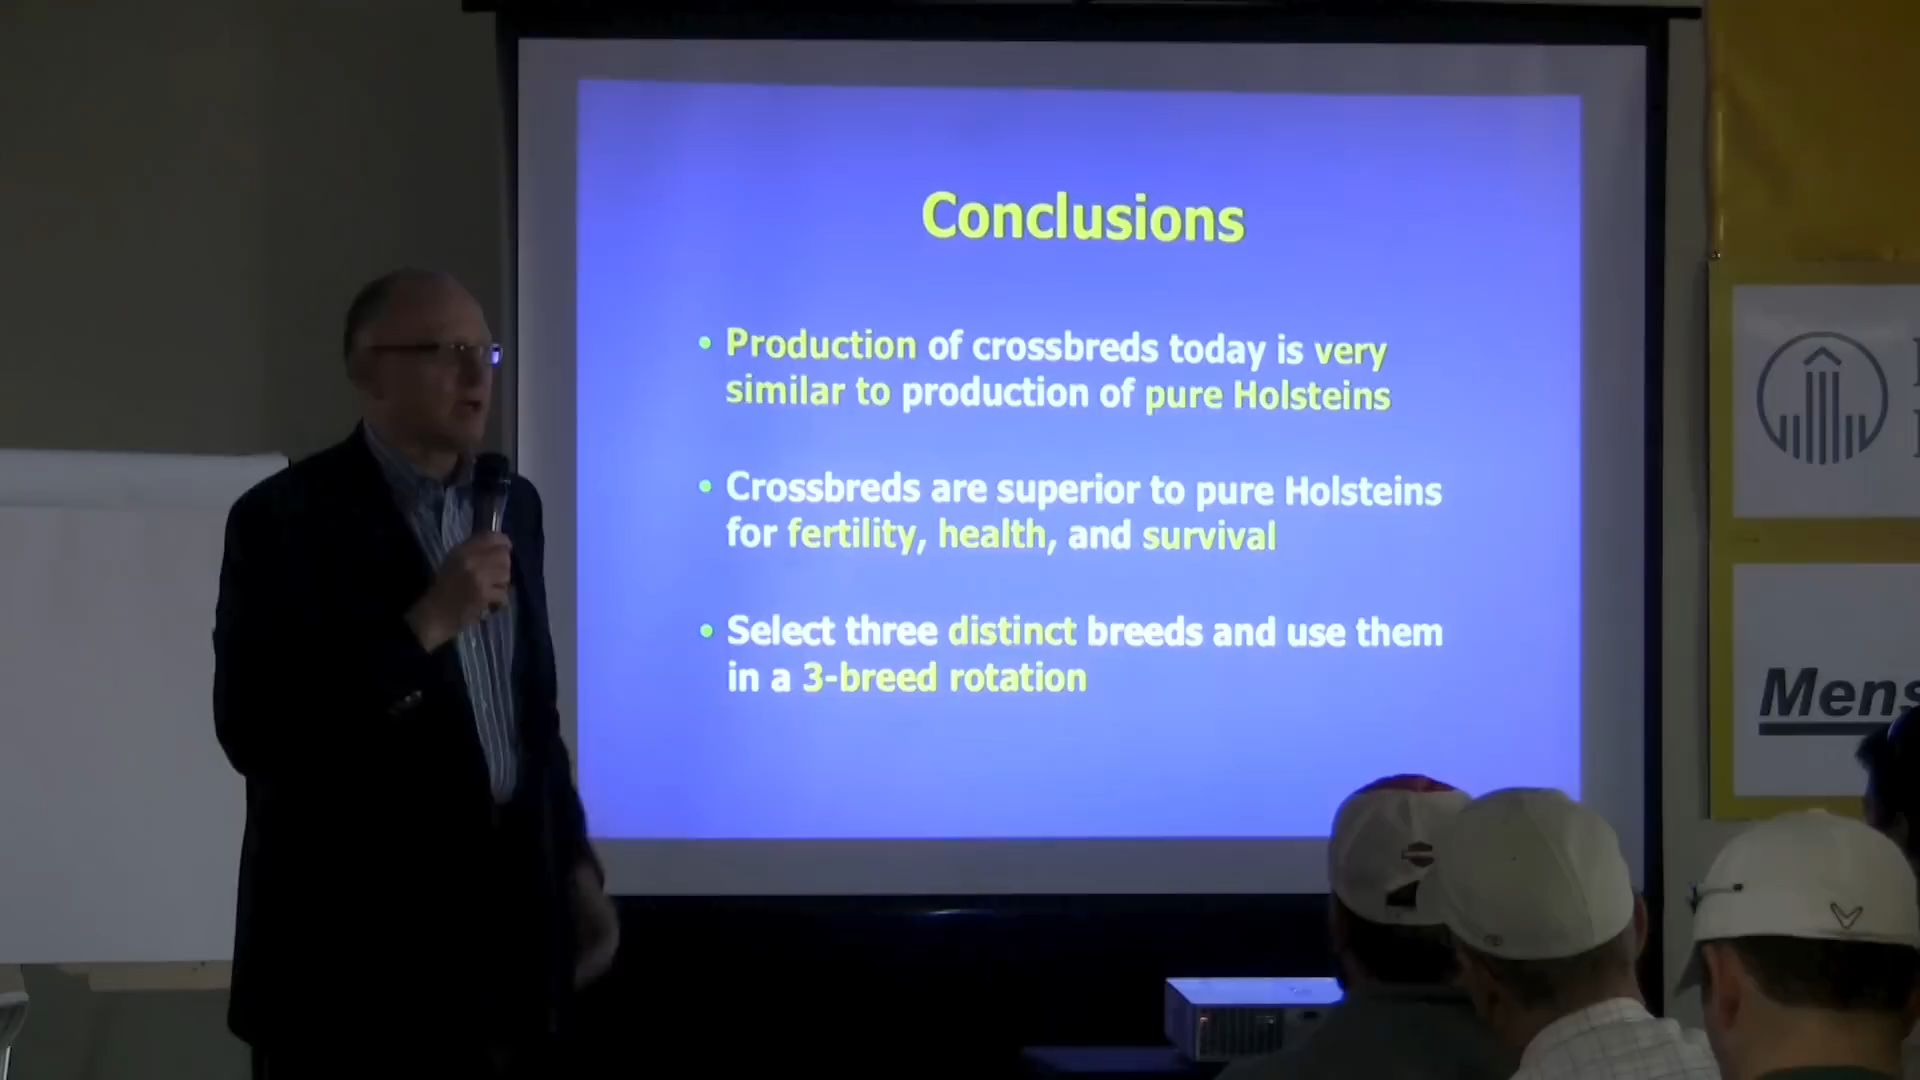 Conclusions
• Production of crossbreds today is very
similar to production of pure Holsteins
• Crossbreds are superior to pure Holsteins
for fertility, health, and survival
• Select three distinct breeds and use them
in a 3-breed rotation
Mens